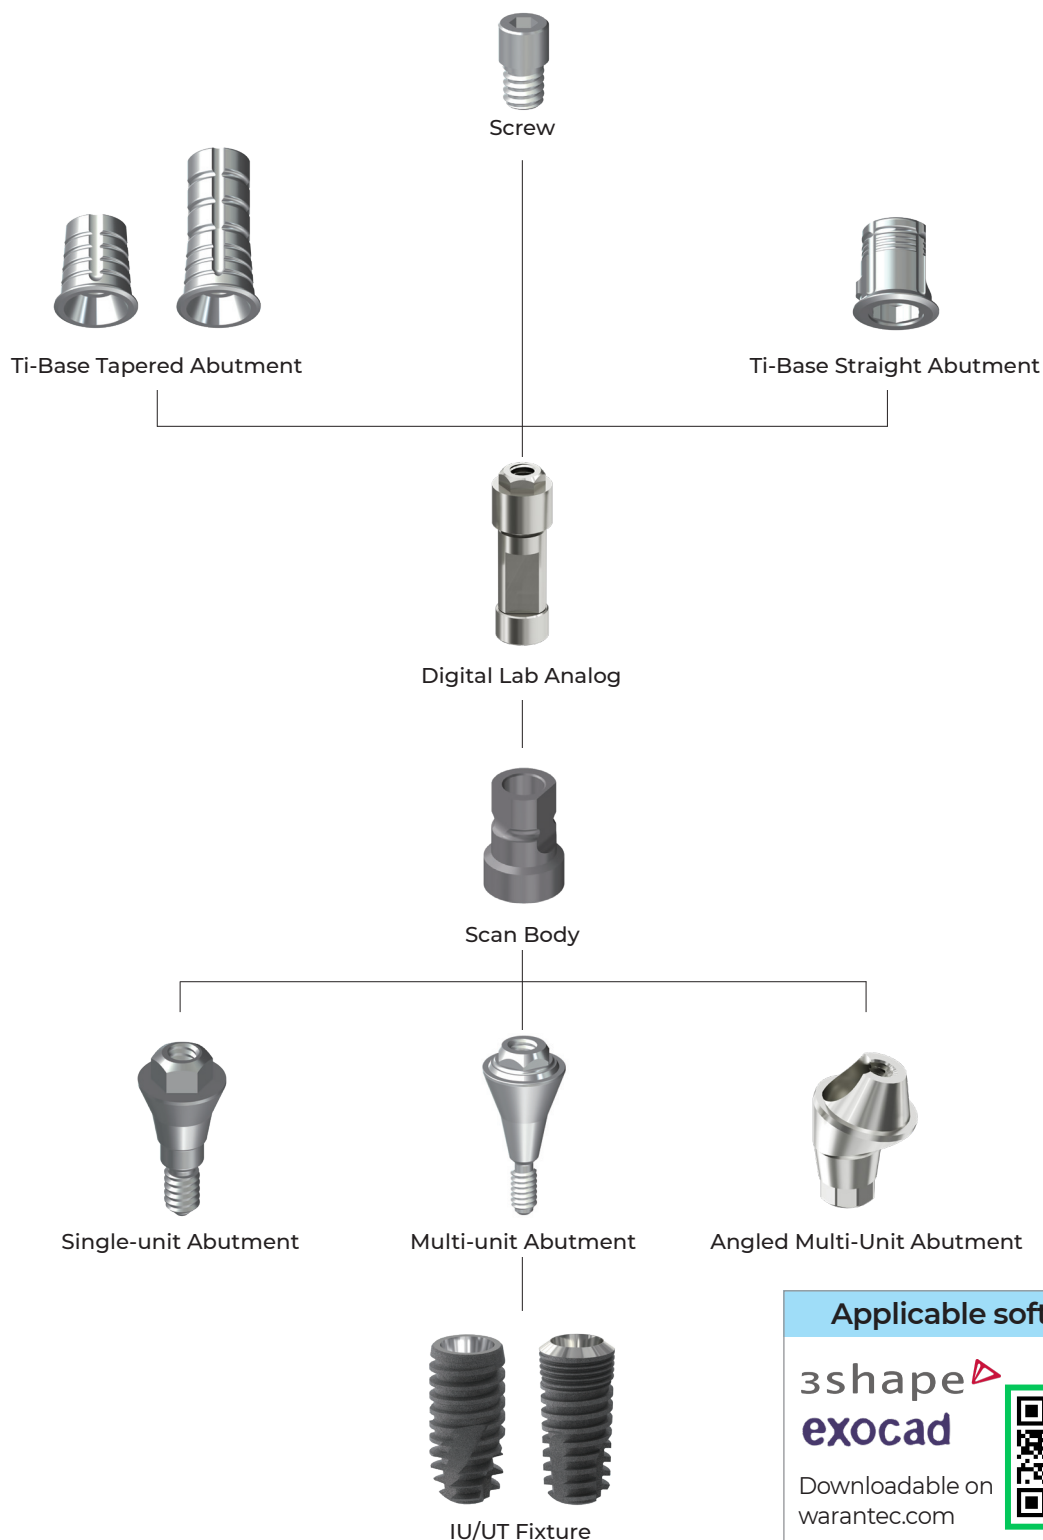 Screw
Ti-Base Tapered Abutment
Ti-Base Straight Abutment
Digital Lab Analog
Scan Body
Single-unit Abutment
Multi-unit Abutment
Angled Multi-Unit Abutment
Applicable soft
3shape
exocad
Downloadable on
warantec.com
IU/UT Fixture